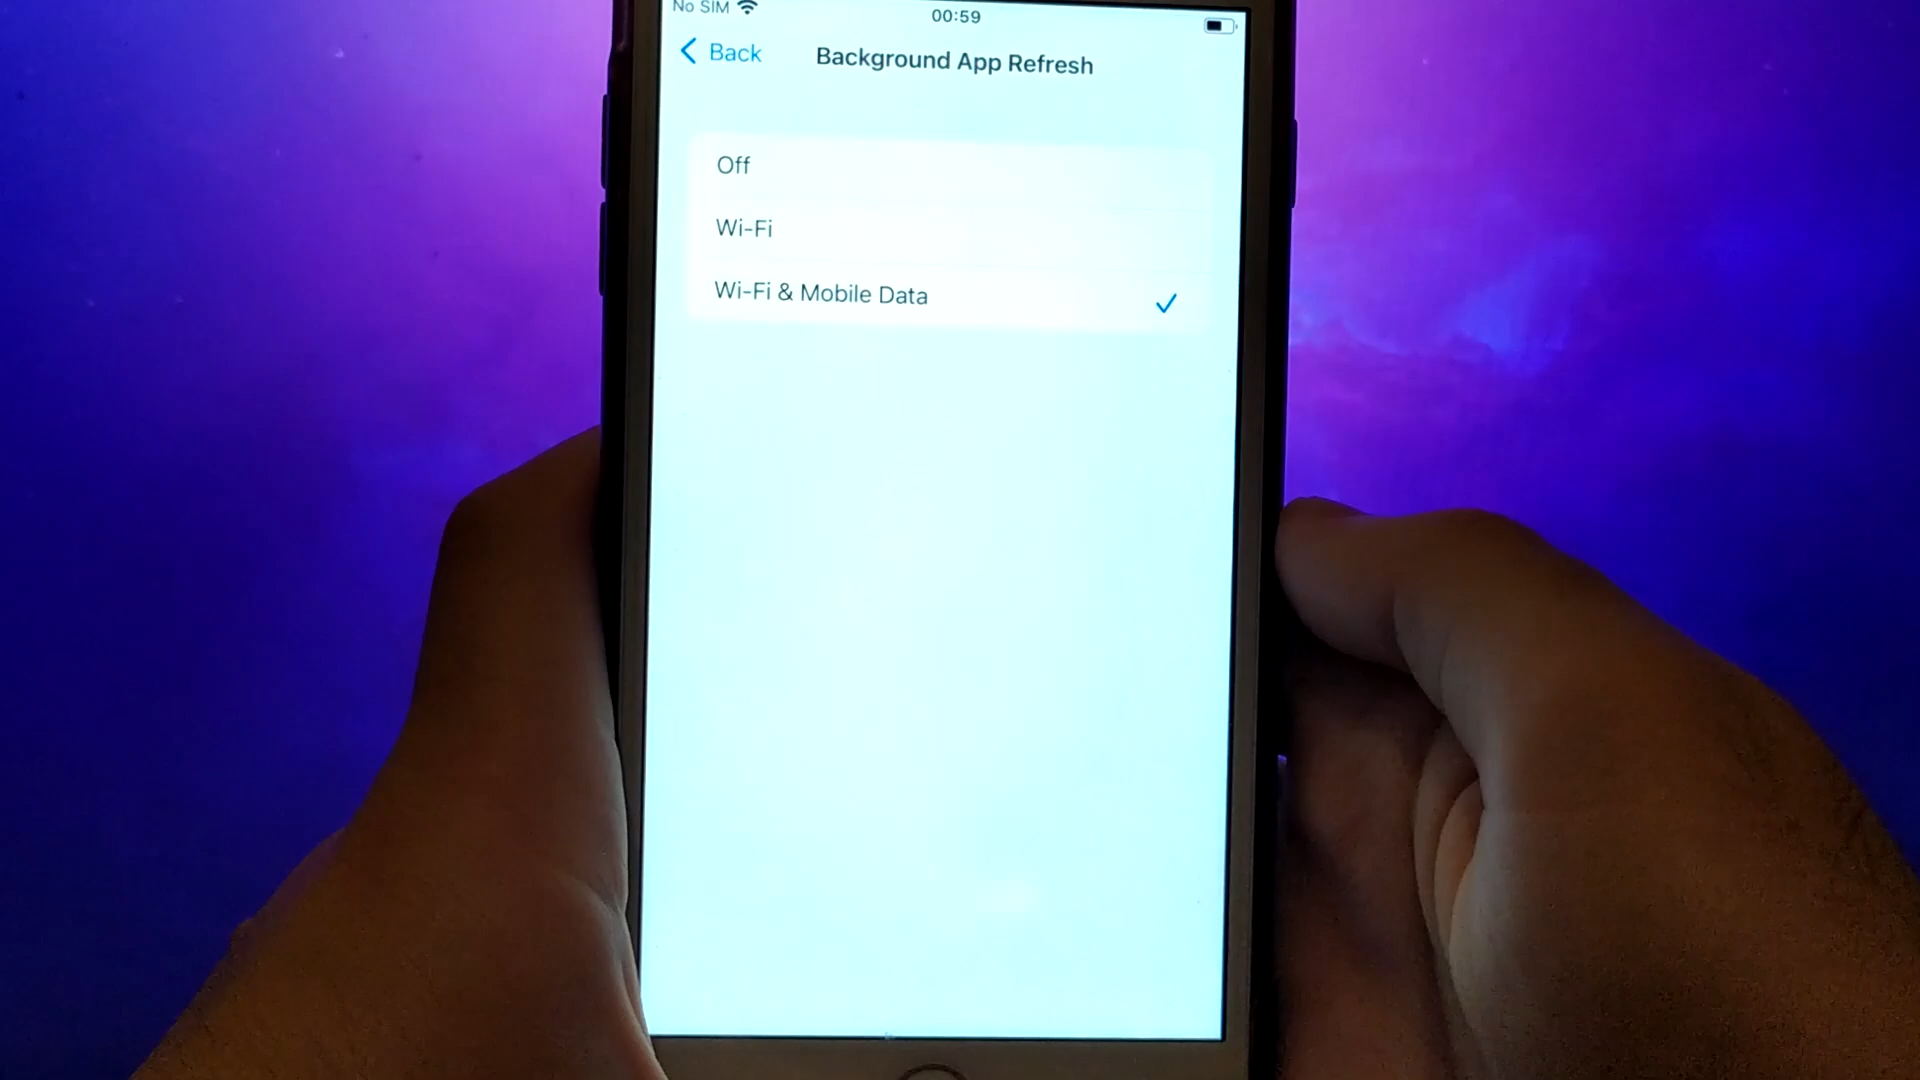 No SIM 00:59
Back Background App Refresh
Off
Wi-Fi
Wi-Fi & Mobile Data